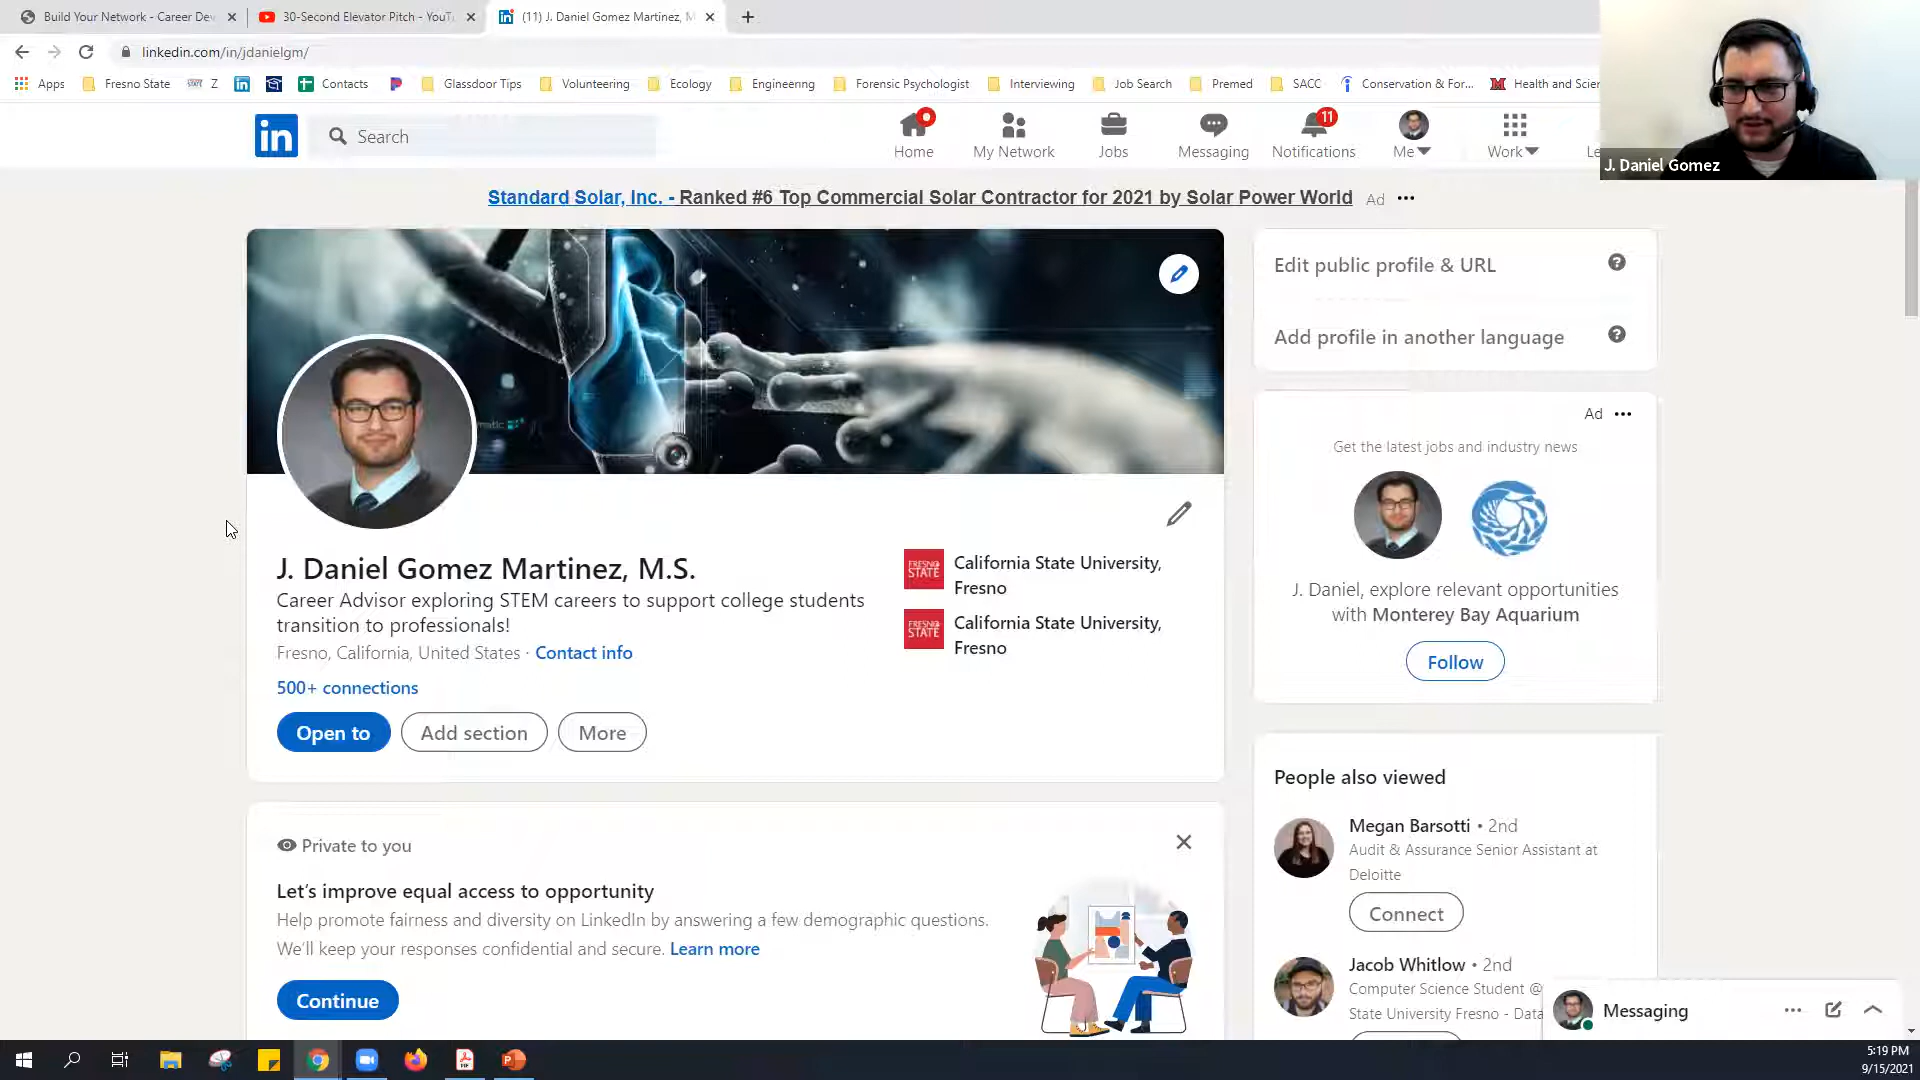 Build Your Network - Career De
30-Second Elevator Pitch - YouT
(11) J. Daniel Gomez Martinez, M
linkedin.com/in/jdanielgm/
Apps
Fresno State
STATE
Z
Contacts
Glassdoor Tips
Volunteering
Ecology
Engineerng
Forensic Psychologist
Interviewing
Job Search
Premed
SACC
Conservation & For...
Health and Scier
in
Search
Home
My Network
Jobs
Messaging
11
Notifications
Me
Work
Le
J. Daniel Gomez
Standard Solar, Inc. - Ranked #6 Top Commercial Solar Contractor for 2021 by Solar Power World
Ad
J. Daniel Gomez Martinez, M.S.
Career Advisor exploring STEM careers to support college students
transition to professionals!
Fresno, California, United States · Contact info
500+ connections
Open to
Add section
More
FRESNO
STATE
California State University,
Fresno
FRESNO
STATE
California State University,
Fresno
Private to you
Let's improve equal access to opportunity
Help promote fairness and diversity on LinkedIn by answering a few demographic questions.
We'll keep your responses confidential and secure. Learn more
Continue
Edit public profile & URL
Add profile in another language
Ad
Get the latest jobs and industry news
J. Daniel, explore relevant opportunities
with Monterey Bay Aquarium
Follow
People also viewed
Megan Barsotti • 2nd
Audit & Assurance Senior Assistant at
Deloitte
Connect
Jacob Whitlow • 2nd
Computer Science Student @
State University Fresno - Data
Messaging
5:19 PM
9/15/2021